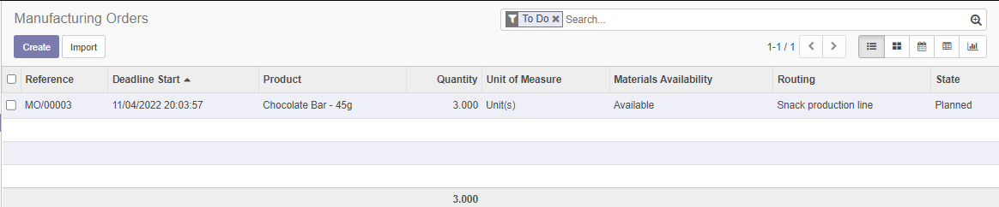 Manufacturing Orders
To Do Search...
Create Import
1-1 / 1
Reference Deadline Start Product Quantity Unit of Measure Materials Availability Routing State
MO/00003 11/04/2022 20:03:57 Chocolate Bar - 45g 3.000 Unit(s) Available Snack production line Planned
3.000